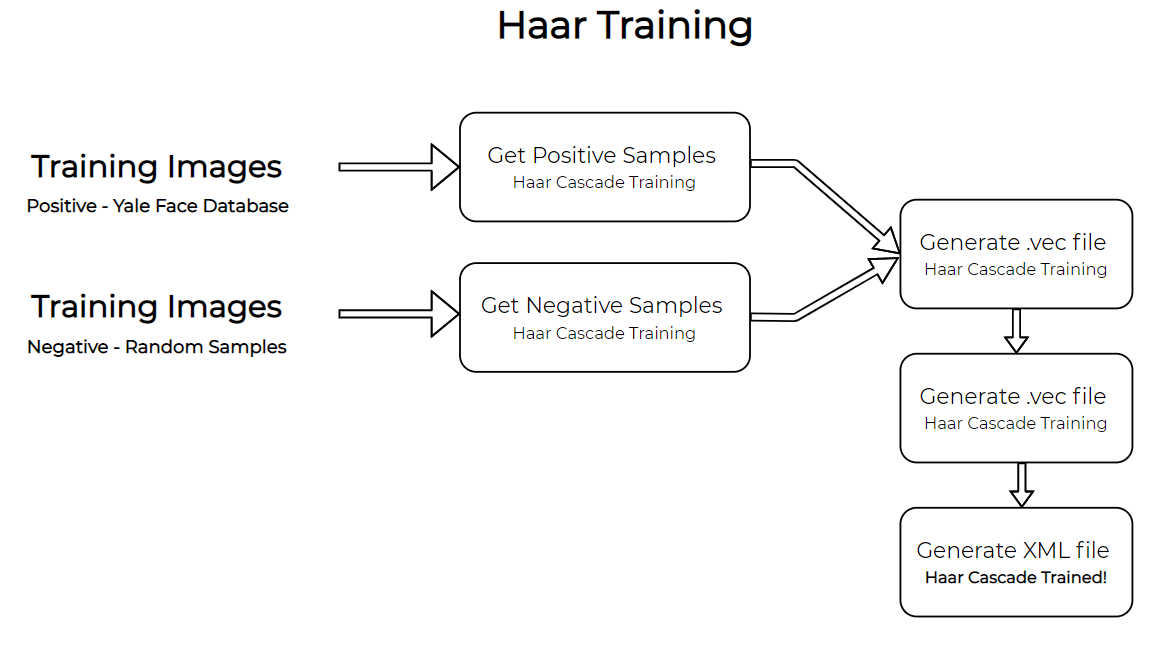 Haar Training
Training Images
Positive - Yale Face Database
Get Positive Samples
Haar Cascade Training
Training Images
Negative - Random Samples
Get Negative Samples
Haar Cascade Training
Generate .vec file
Haar Cascade Training
Generate .vec file
Haar Cascade Training
Generate XML file
Haar Cascade Trained!